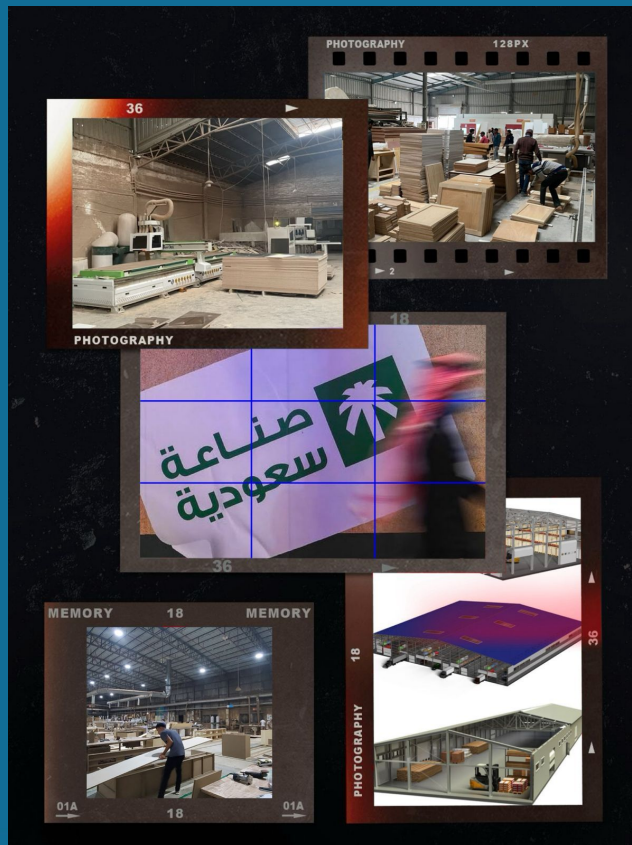 PHOTOGRAPHY 128PX
36
2
PHOTOGRAPHY
18
صناعة
سعودية
36
MEMORY 18 MEMORY
18
36
PHOTOGRAPHY
01A 18 01A